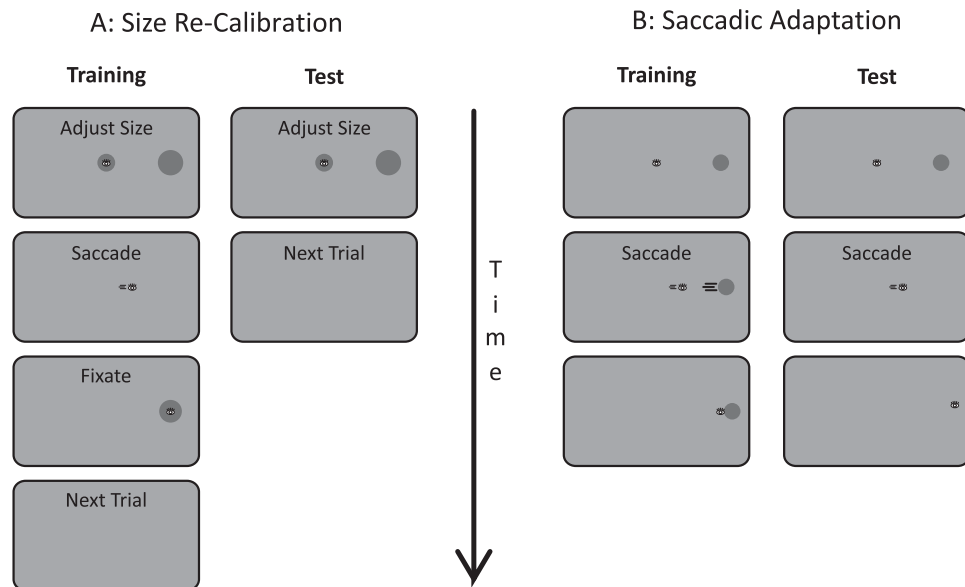 A: Size Re-Calibration
Training
Test
Adjust Size
Adjust Size
Saccade
Next Trial
Fixate
Next Trial
T
i
m
e
B: Saccadic Adaptation
Training
Test
Saccade
Saccade